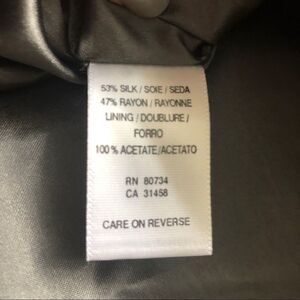 53% SILK / SOIE / SEDA
47% RAYON / RAYONNE
LINING / DOUBLURE /
FORRO
100% ACETATE/ACETATO
RN 80734
CA 31458
CARE ON REVERSE